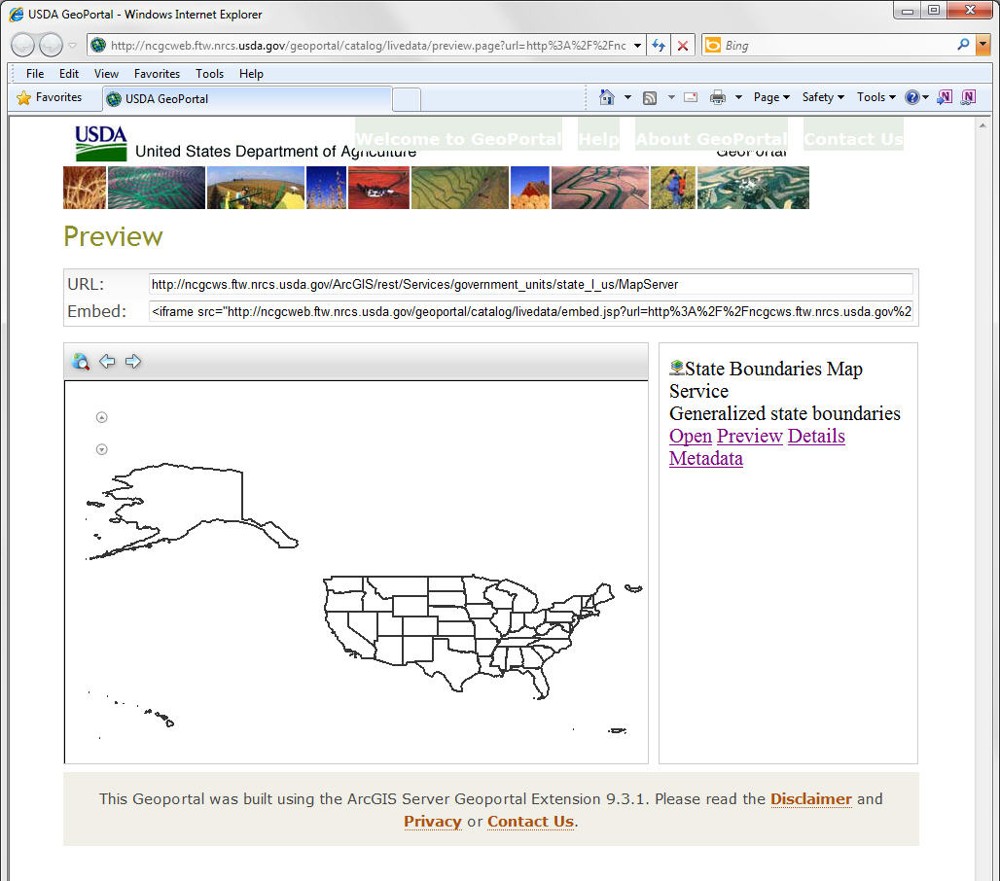 USDA GeoPortal - Windows Internet Explorer
http://ncgcweb.ftw.nrcs.usda.gov/geoportal/catalog/livedata/preview.page?url=http%3A%2F%2Fnc
Bing
File Edit View Favorites Tools Help
Favorites USDA GeoPortal Page Safety Tools
USDA United States Department of Agriculture GeoPortal
Welcome to GeoPortal Help About GeoPortal Contact Us
Preview
URL: http://ncgcws.ftw.nrcs.usda.gov/ArcGIS/rest/Services/government_units/state_l_us/MapServer
Embed: <iframe src="http://ncgcweb.ftw.nrcs.usda.gov/geoportal/catalog/livedata/embed.jsp?url=http%3A%2F%2Fncgcws.ftw.nrcs.usda.gov%2
State Boundaries Map
Service
Generalized state boundaries
Open Preview Details
Metadata
This Geoportal was built using the ArcGIS Server Geoportal Extension 9.3.1. Please read the Disclaimer and
Privacy or Contact Us.